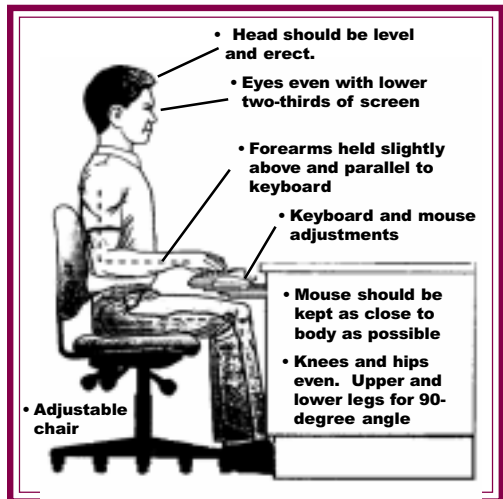 • Head should be level
and erect.
• Eyes even with lower
two-thirds of screen
• Forearms held slightly
above and parallel to
keyboard
• Keyboard and mouse
adjustments
• Mouse should be
kept as close to
body as possible
• Knees and hips
even. Upper and
lower legs for 90-
degree angle
• Adjustable
chair